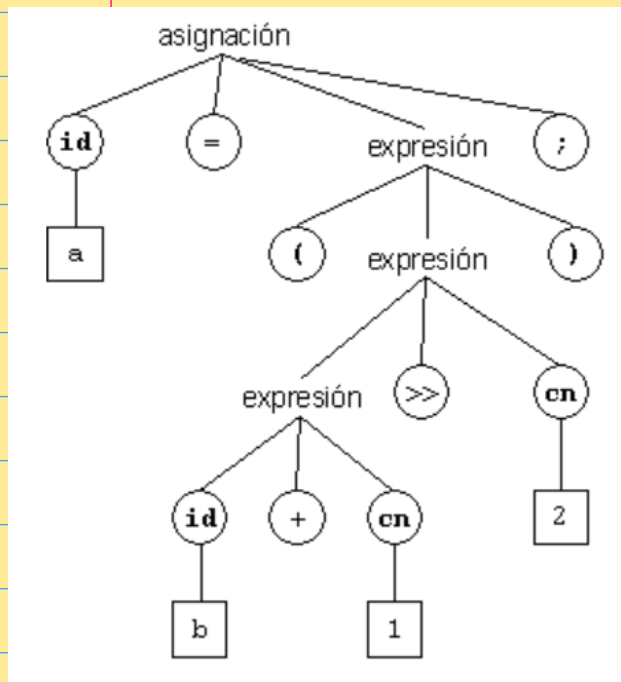 asignación
id = expresión ;
a ( expresión )
expresión >> cn
id + cn 2
b 1